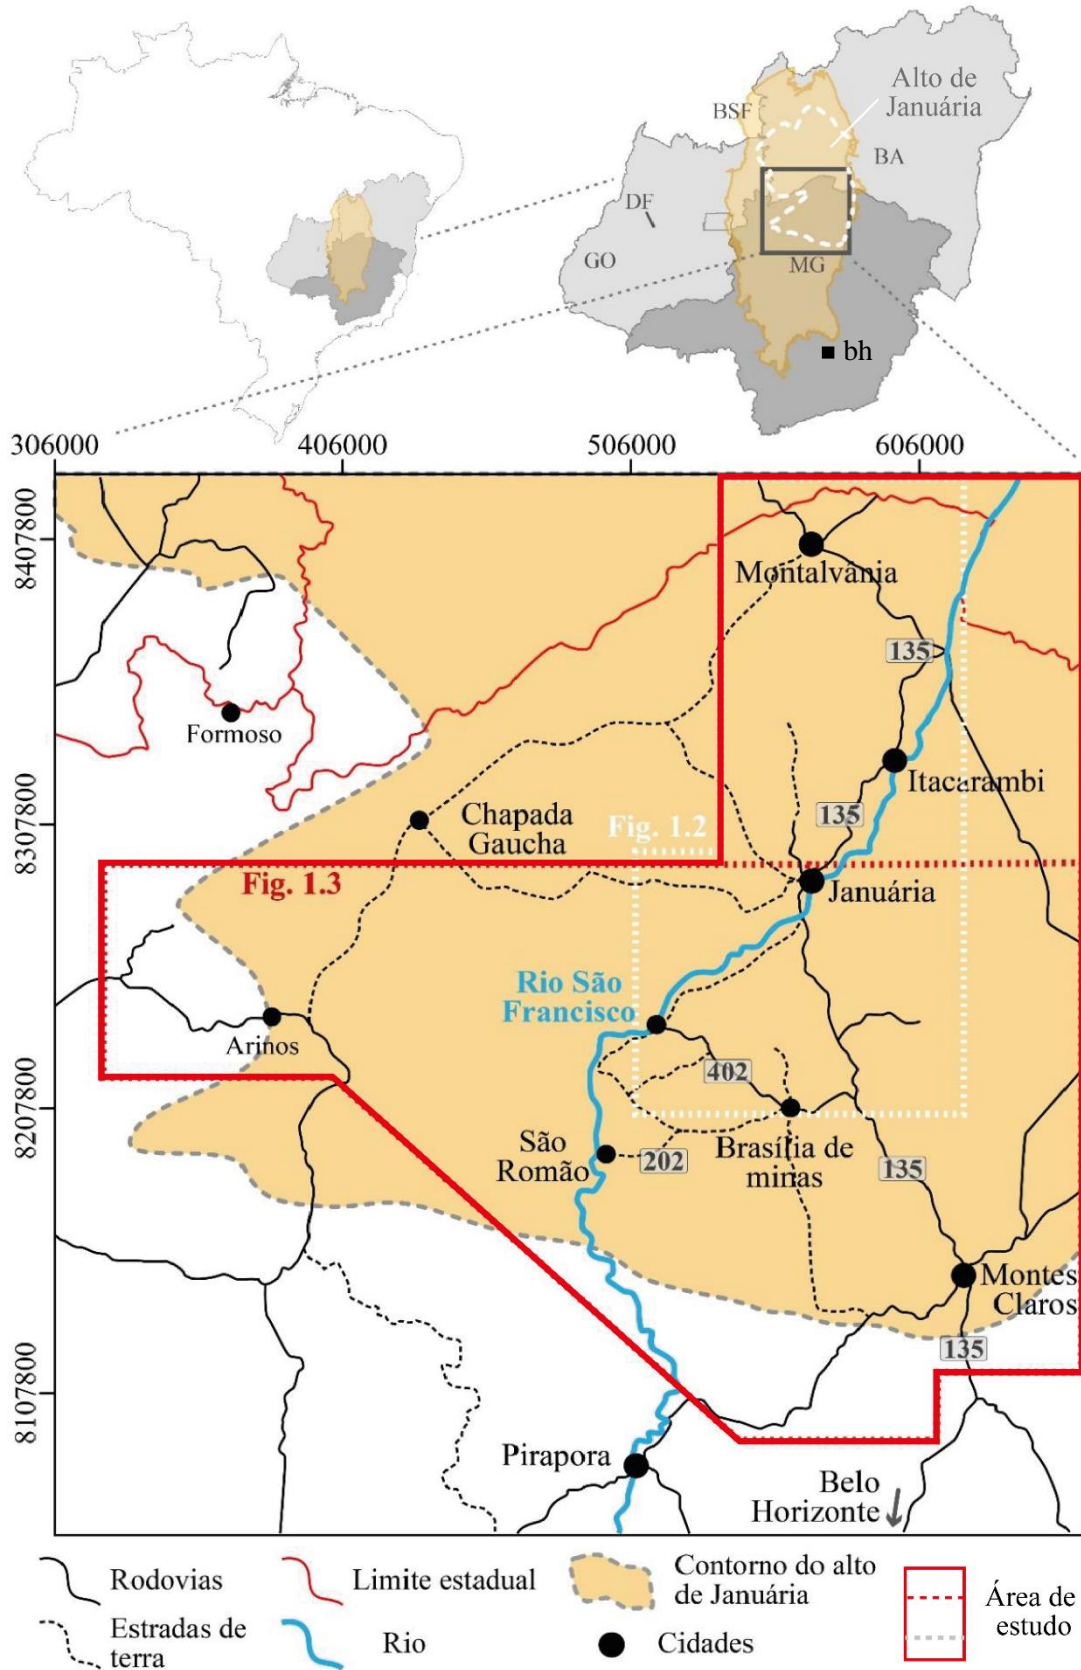 Alto de
Januária
BSF
BA
DF
GO
MG
bh
306000
406000
506000
606000
8407800
8307800
8207800
8107800
Montalvânia
135
Formoso
Itacarambi
Chapada
Gaucha
135
Fig. 1.2
Fig. 1.3
Januária
Rio São
Francisco
Arinos
402
São
Romão
202
Brasília de
minas
135
Montes
Claros
135
Pirapora
Belo
Horizonte
Rodovias
Limite estadual
Contorno do alto
de Januária
Área de
estudo
Estradas de
terra
Rio
Cidades